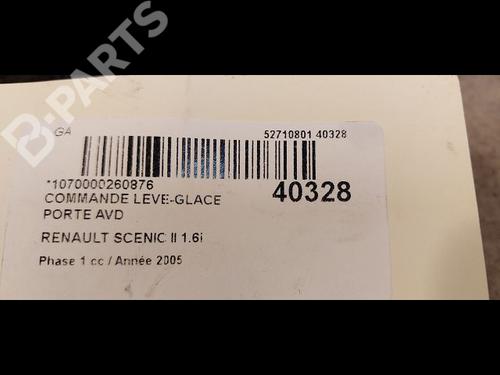 B-PARTS
GA
52710801 40328
*1070000260876
40328
COMMANDE LEVE-GLACE
PORTE AVD
RENAULT SCENIC II 1.6i
Phase 1 cc / Année 2005